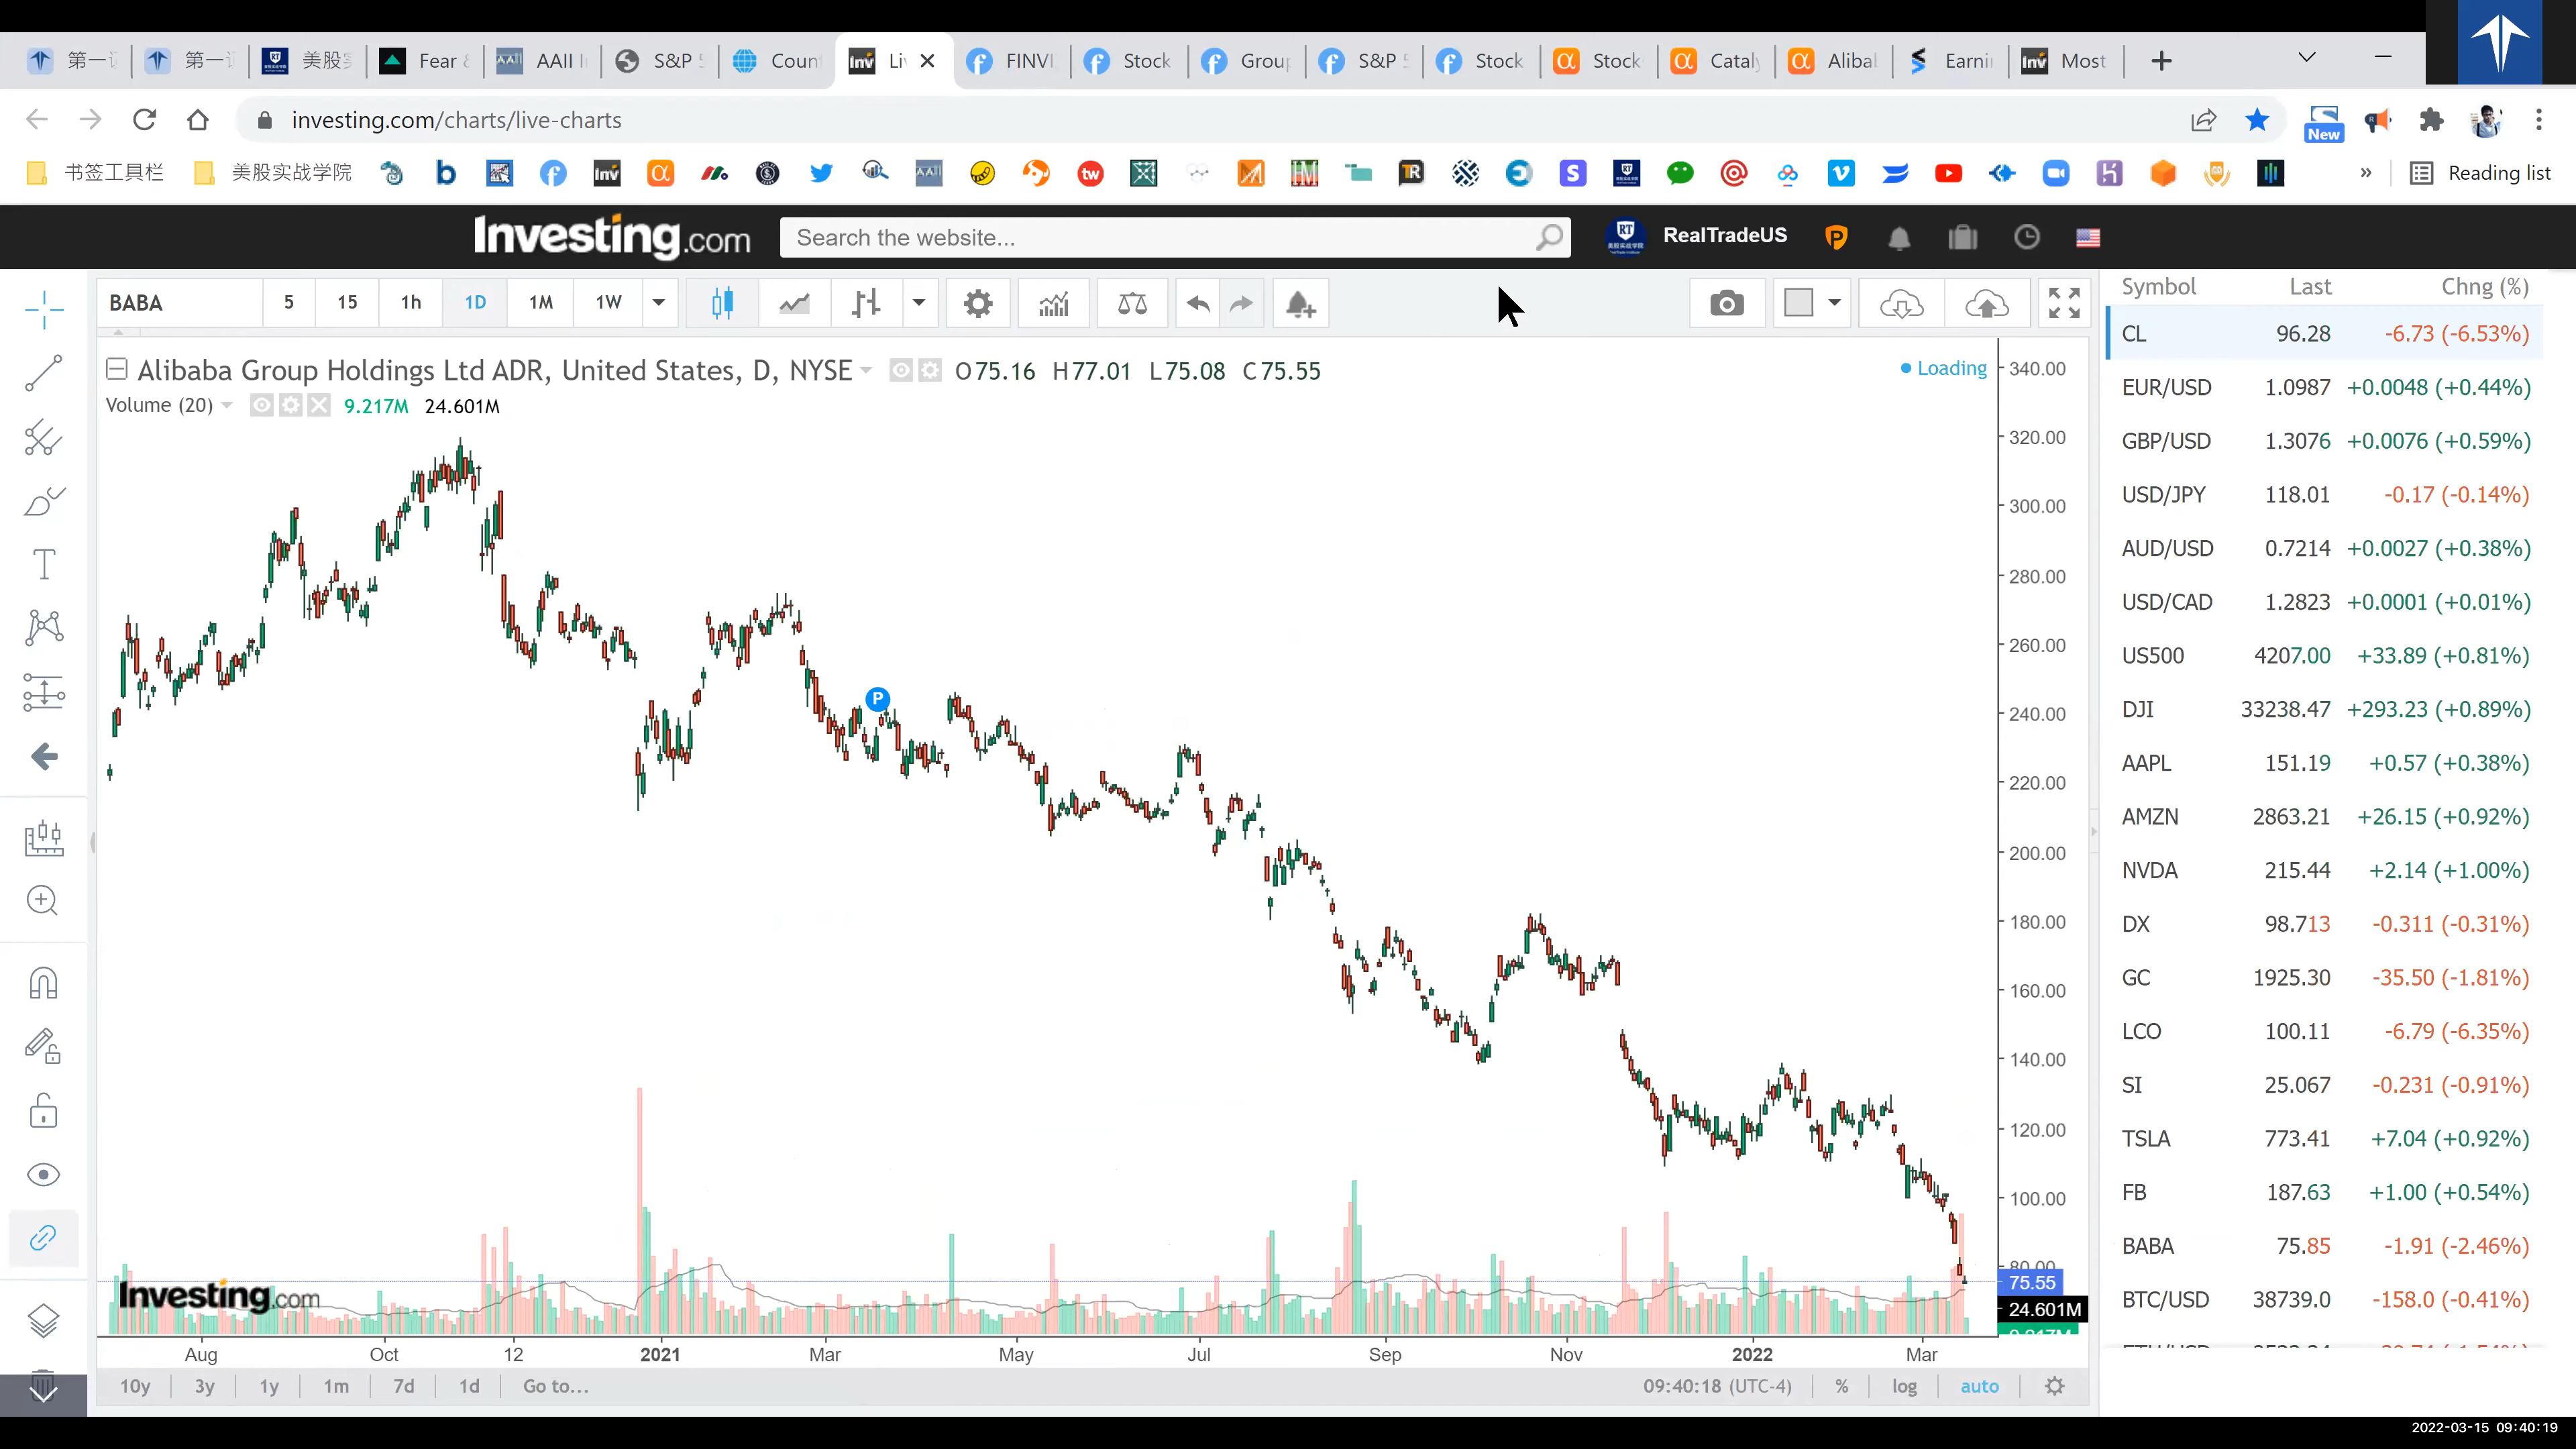 第一 第一 美股 Fear AAII I S&P Coun Li FINVI Stock Grou S&P Stock Stock Cataly Alibal Earnin Most
investing.com/charts/live-charts
New
书签工具栏 美股实战学院 Reading list
Investing.com Search the website... RealTradeUS
BABA 5 15 1h 1D 1M 1W
Symbol Last Chng (%)
Alibaba Group Holdings Ltd ADR, United States, D, NYSE O75.16 H77.01 L75.08 C75.55 Loading
Volume (20) 9.217M 24.601M
340.00
320.00
300.00
280.00
260.00
240.00
220.00
200.00
180.00
160.00
140.00
120.00
100.00
80.00
75.55
24.601M
P
CL 96.28 -6.73 (-6.53%)
EUR/USD 1.0987 +0.0048 (+0.44%)
GBP/USD 1.3076 +0.0076 (+0.59%)
USD/JPY 118.01 -0.17 (-0.14%)
AUD/USD 0.7214 +0.0027 (+0.38%)
USD/CAD 1.2823 +0.0001 (+0.01%)
US500 4207.00 +33.89 (+0.81%)
DJI 33238.47 +293.23 (+0.89%)
AAPL 151.19 +0.57 (+0.38%)
AMZN 2863.21 +26.15 (+0.92%)
NVDA 215.44 +2.14 (+1.00%)
DX 98.713 -0.311 (-0.31%)
GC 1925.30 -35.50 (-1.81%)
LCO 100.11 -6.79 (-6.35%)
SI 25.067 -0.231 (-0.91%)
TSLA 773.41 +7.04 (+0.92%)
FB 187.63 +1.00 (+0.54%)
BABA 75.85 -1.91 (-2.46%)
BTC/USD 38739.0 -158.0 (-0.41%)
Investing.com
Aug Oct 12 2021 Mar May Jul Sep Nov 2022 Mar
10y 3y 1y 1m 7d 1d Go to... 09:40:18 (UTC-4) % log auto
2022-03-15 09:40:19